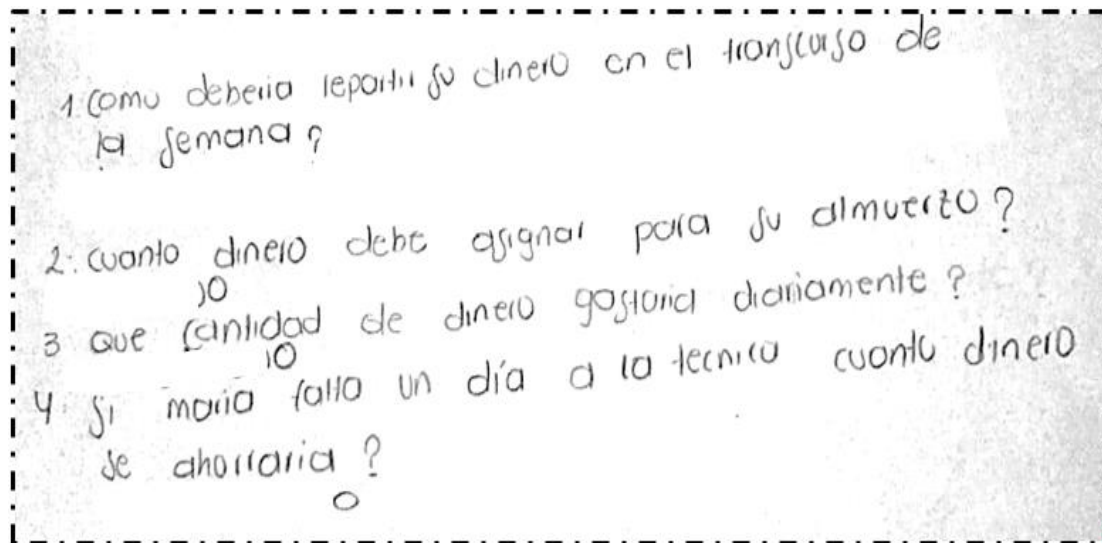 1. Como deberia repartir su dinero en el transcurso de
la semana?
2. cuanto dinero debe asignar para su almuerzo?
10
3 que cantidad de dinero gastaria diariamente?
10
4. si maria falta un día a la tecnica cuanto dinero
se ahorraria?
0